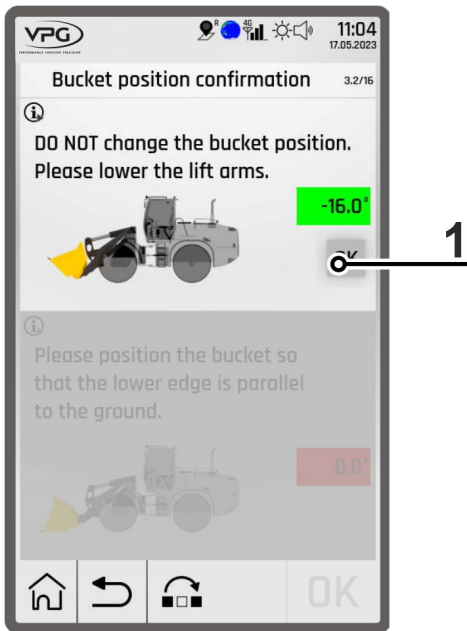 VPG
PERFORMANCE THROUGH PRECISION
R
4G
11:04
17.05.2023
Bucket position confirmation
3.2/16
DO NOT change the bucket position.
Please lower the lift arms.
-16.0°
OK
1
Please position the bucket so
that the lower edge is parallel
to the ground.
0.0°
OK